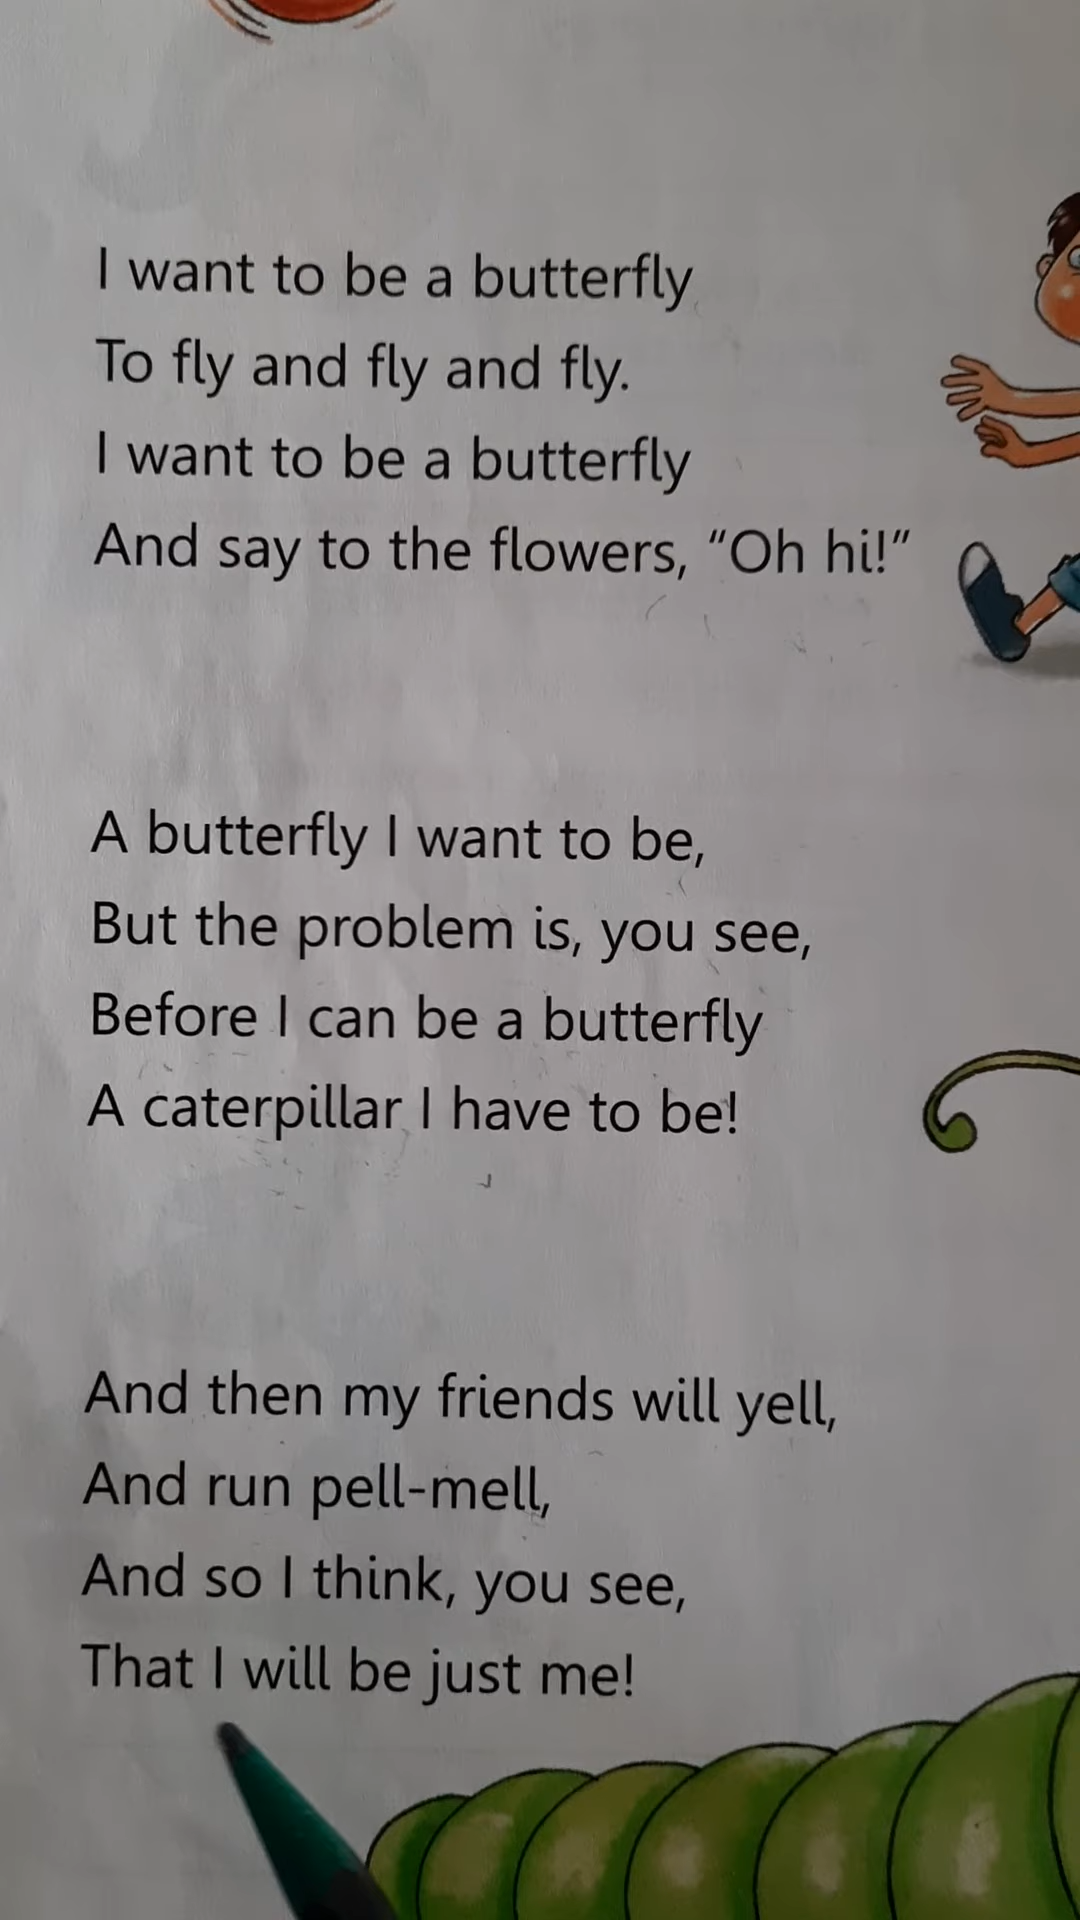 I want to be a butterfly
To fly and fly and fly.
I want to be a butterfly
And say to the flowers, “Oh hi!”
A butterfly I want to be,
But the problem is, you see,
Before I can be a butterfly
A caterpillar I have to be!
And then my friends will yell,
And run pell-mell,
And so I think, you see,
That I will be just me!